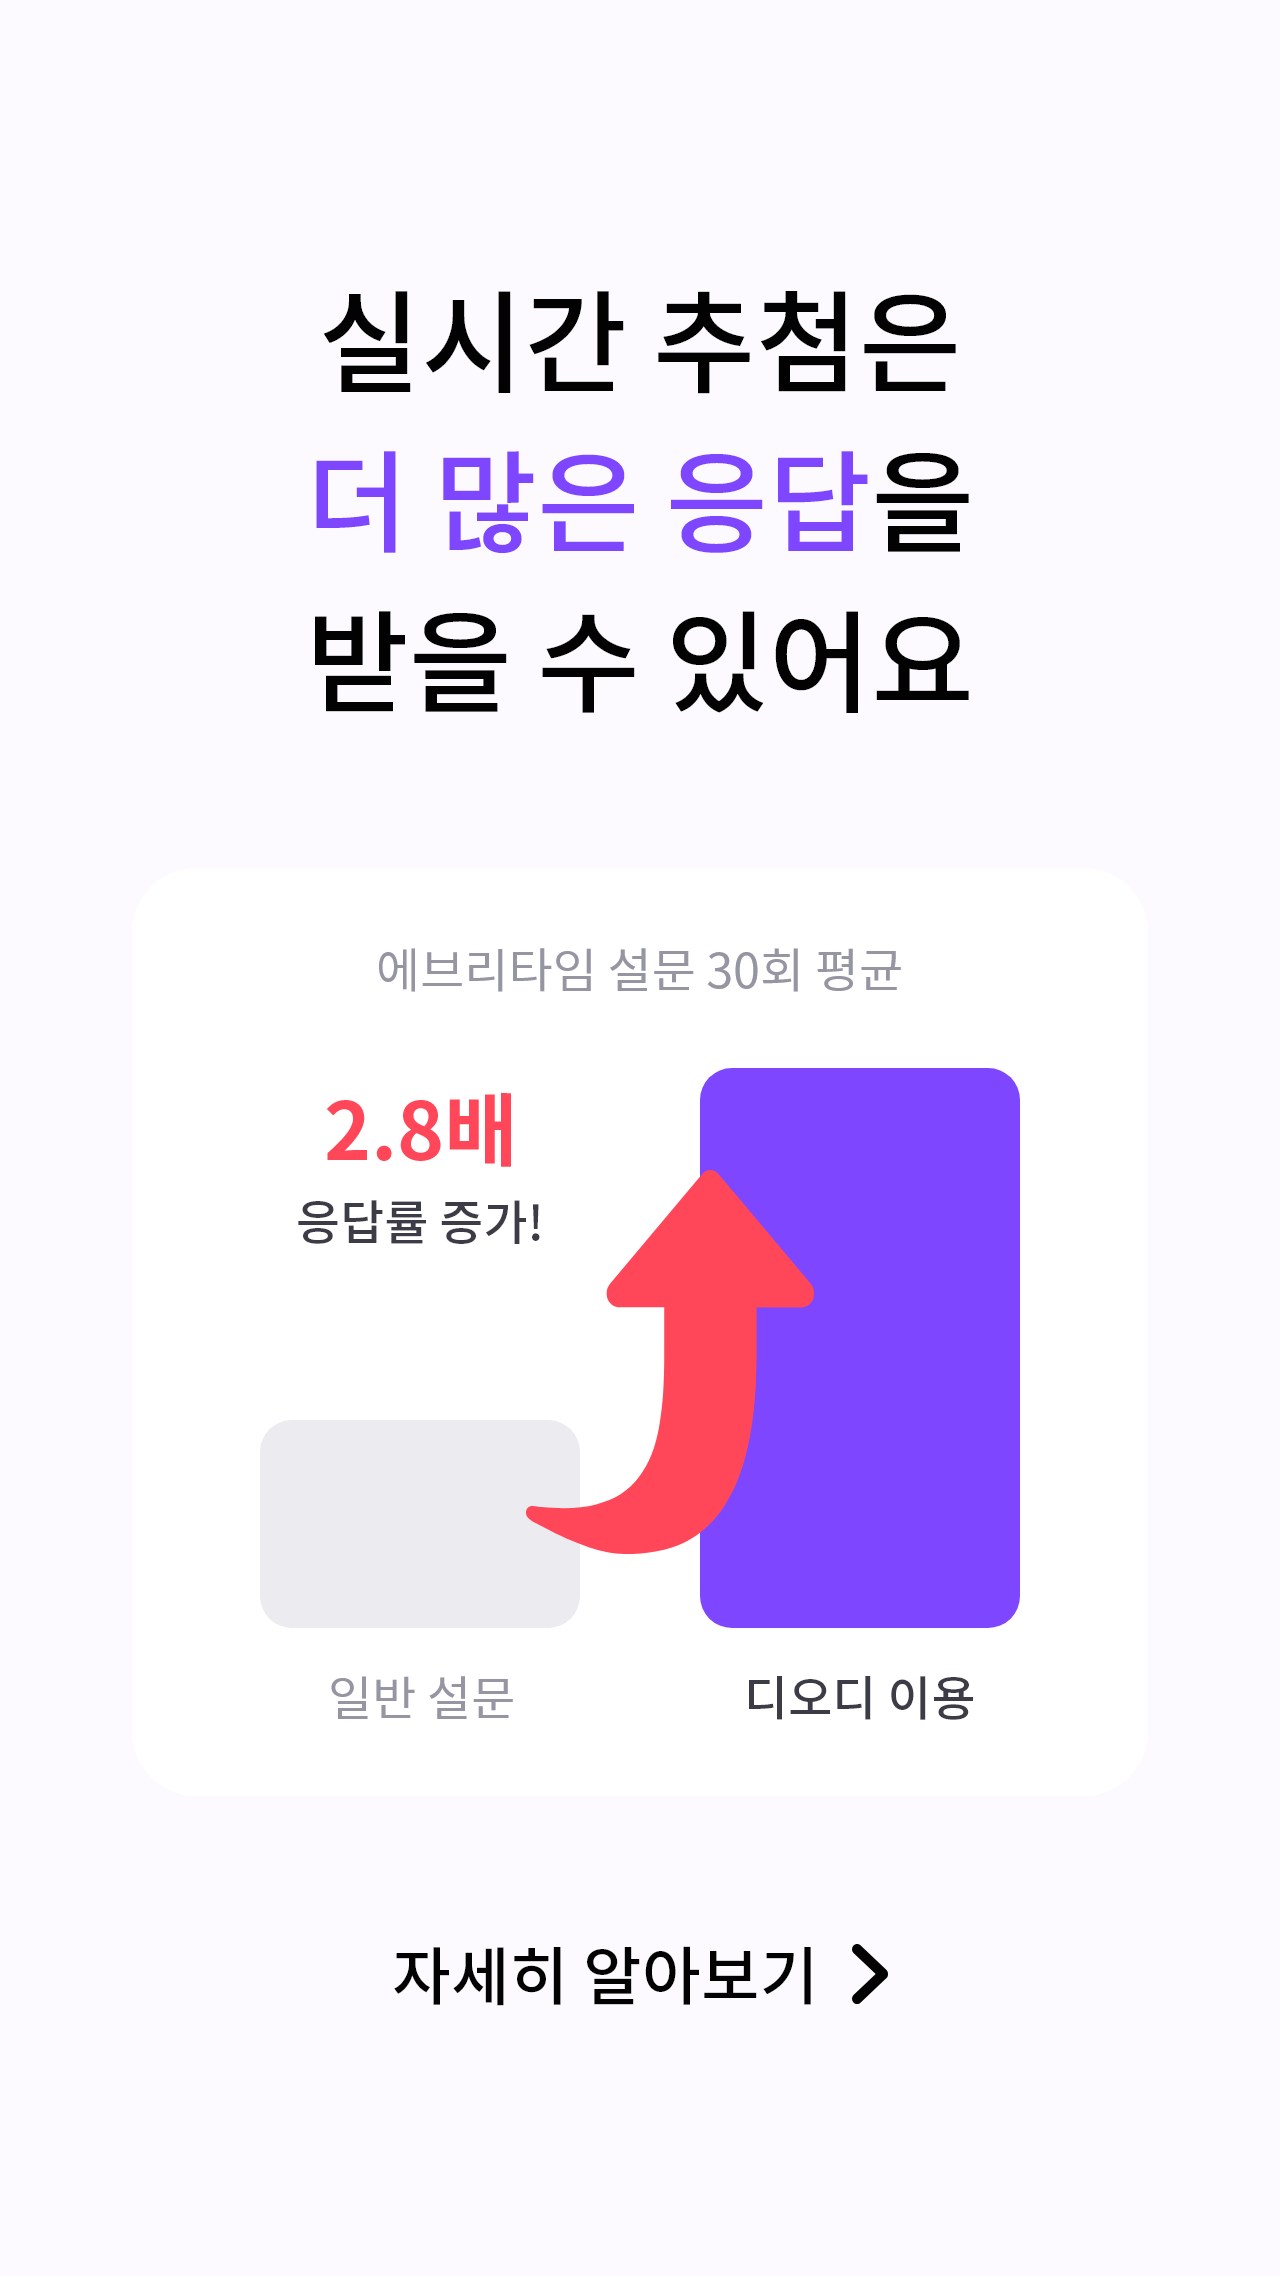 실시간 추첨은
더 많은 응답을
받을 수 있어요
에브리타임 설문 30회 평균
2.8배
응답률 증가!
일반 설문
디오디 이용
자세히 알아보기